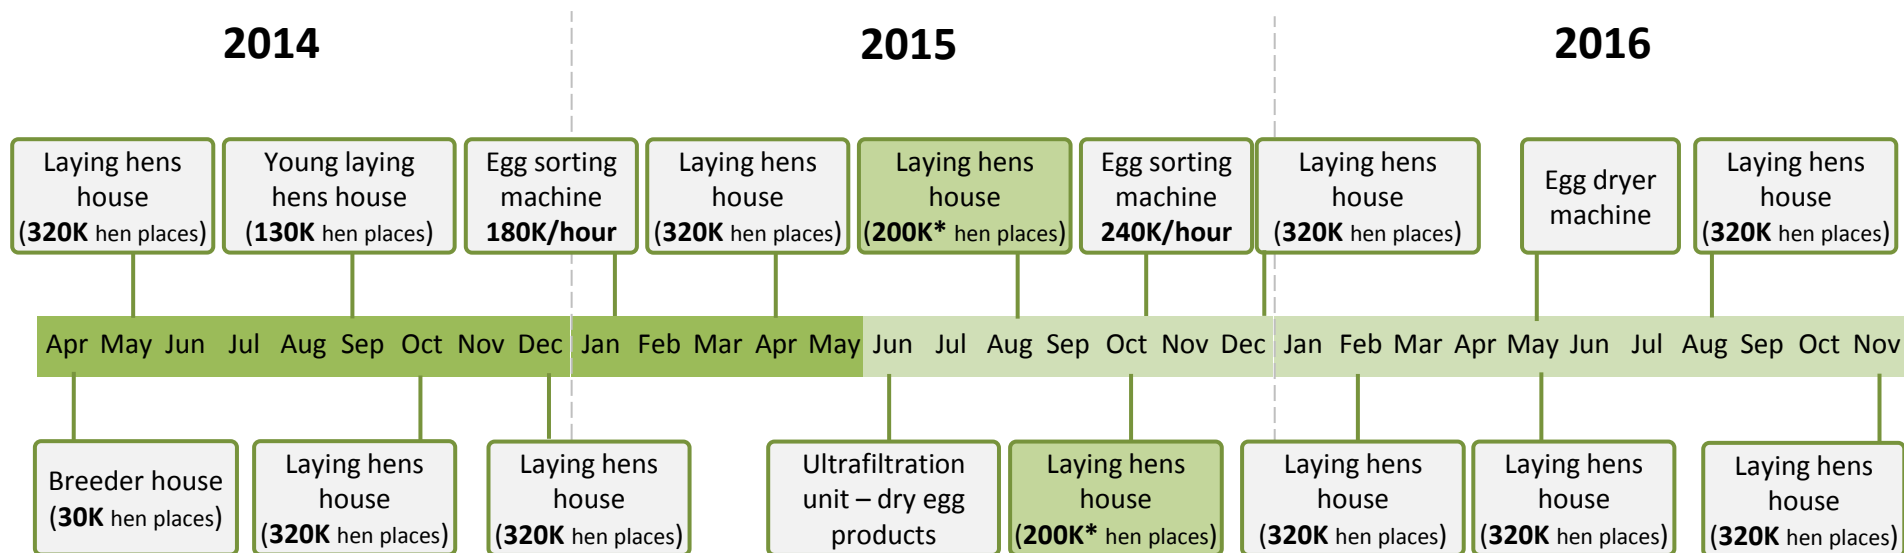 2014
2015
2016
Laying hens
house
(320K hen places)
Young laying
hens house
(130K hen places)
Egg sorting
machine
180K/hour
Laying hens
house
(320K hen places)
Laying hens
house
(200K* hen places)
Egg sorting
machine
240K/hour
Laying hens
house
(320K hen places)
Egg dryer
machine
Laying hens
house
(320K hen places)
Apr May Jun Jul Aug Sep Oct Nov Dec Jan Feb Mar Apr May Jun Jul Aug Sep Oct Nov Dec Jan Feb Mar Apr May Jun Jul Aug Sep Oct Nov
Breeder house
(30K hen places)
Laying hens
house
(320K hen places)
Laying hens
house
(320K hen places)
Ultrafiltration
unit – dry egg
products
Laying hens
house
(200K* hen places)
Laying hens
house
(320K hen places)
Laying hens
house
(320K hen places)
Laying hens
house
(320K hen places)